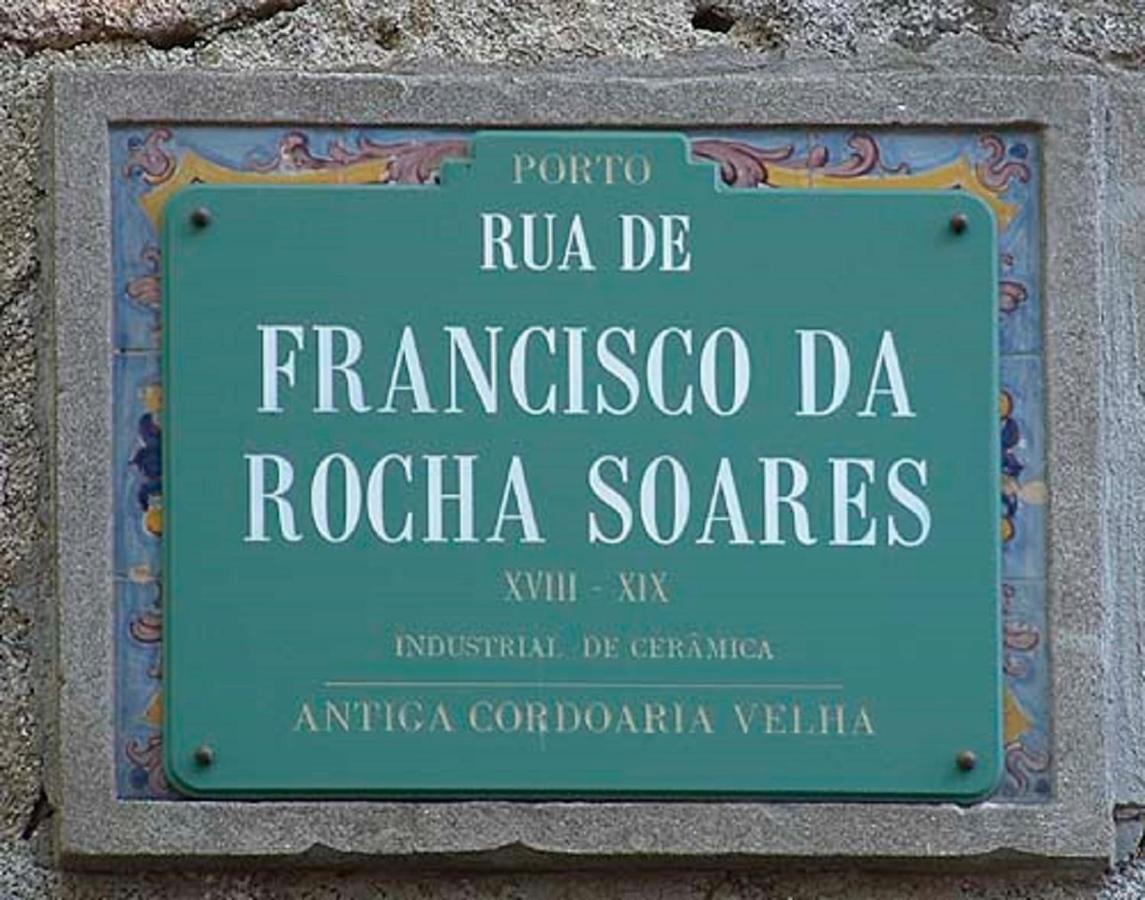 PORTO
RUA DE
FRANCISCO DA
ROCHA SOARES
XVIII - XIX
INDUSTRIAL DE CERÂMICA
ANTIGA CORDOARIA VELHA